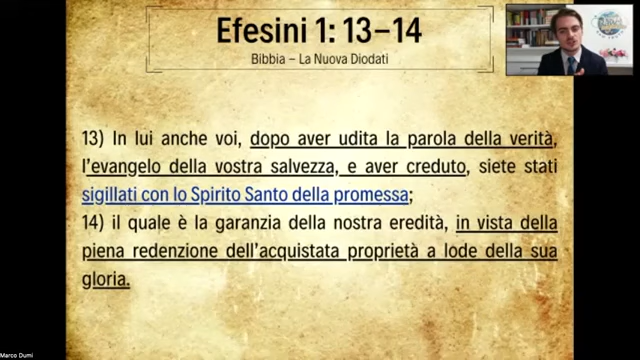 Efesini 1: 13–14
Bibbia – La Nuova Diodati
13) In lui anche voi, dopo aver udita la parola della verità,
l'evangelo della vostra salvezza, e aver creduto, siete stati
sigillati con lo Spirito Santo della promessa;
14) il quale è la garanzia della nostra eredità, in vista della
piena redenzione dell'acquistata proprietà a lode della sua
gloria.
Marco Dumi